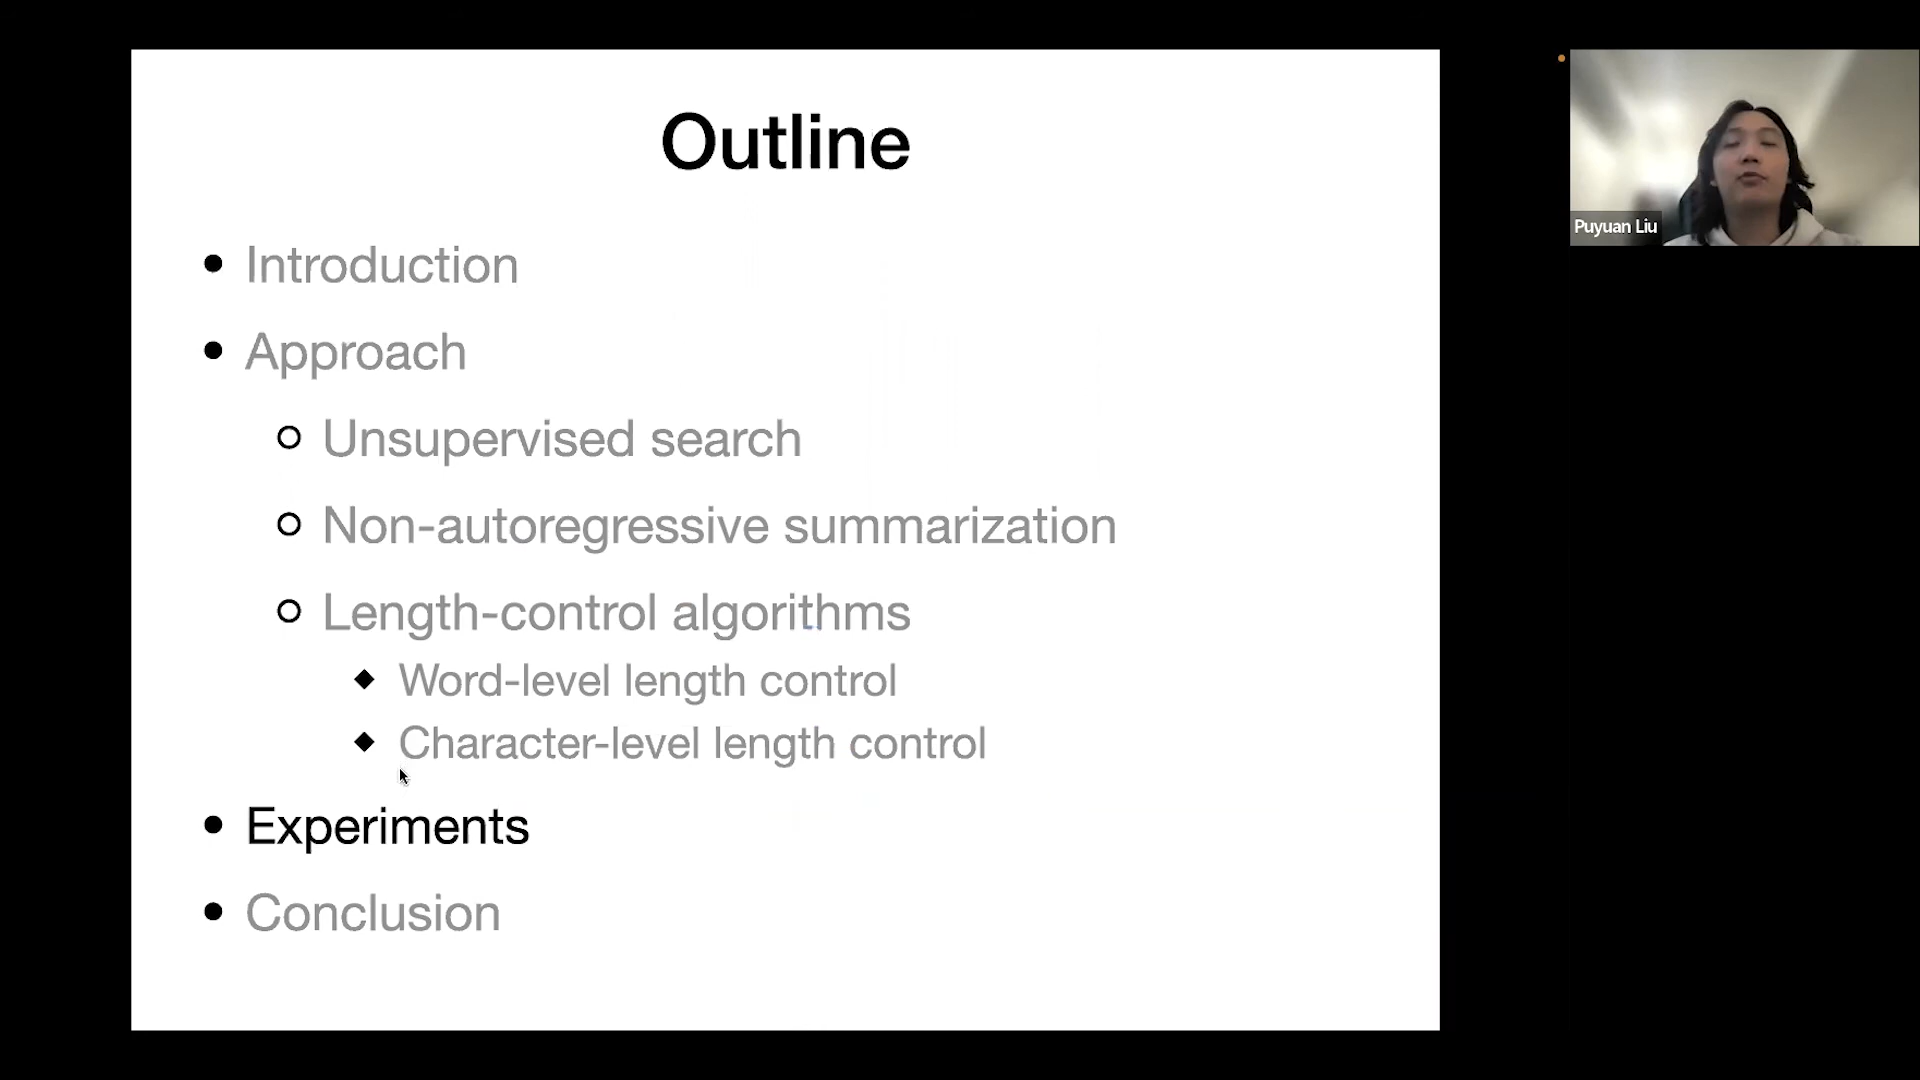 Outline
Introduction
Approach
Unsupervised search
Non-autoregressive summarization
Length-control algorithms
Word-level length control
Character-level length control
Experiments
Conclusion
Puyuan Liu